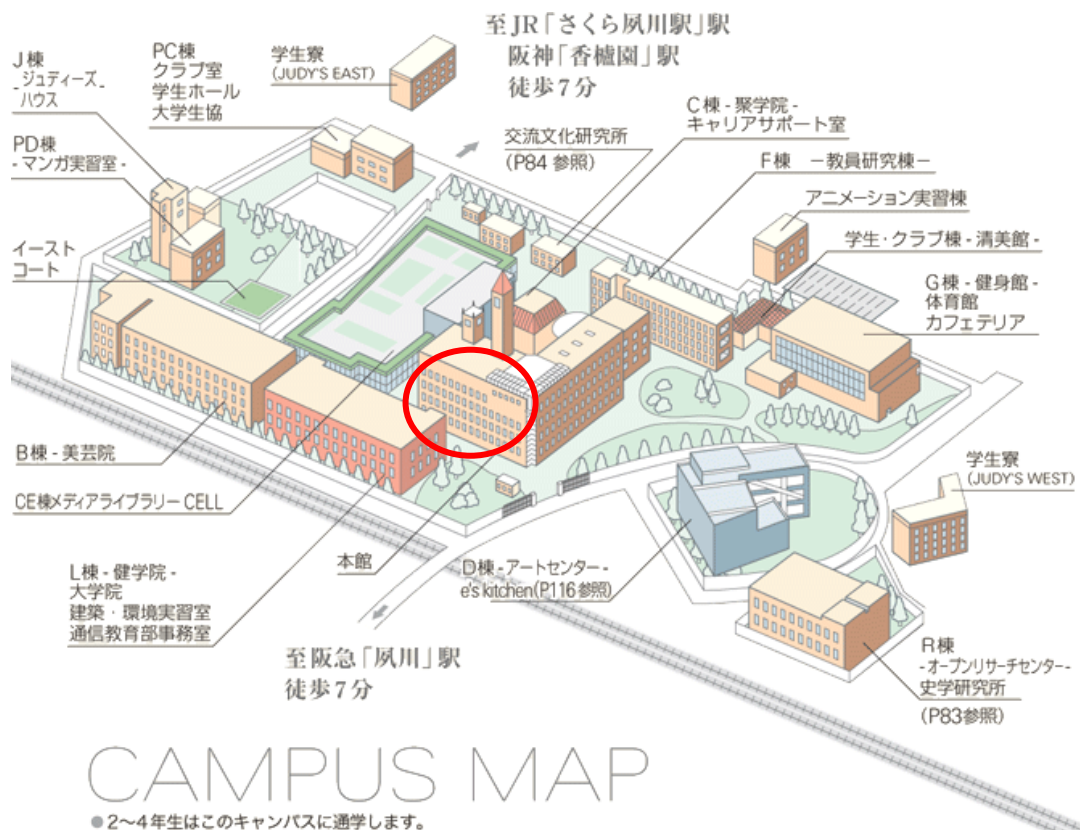 至JR「さくら夙川駅」駅
阪神「香櫨園」駅
徒歩7分
J棟
-ジュディーズ-
ハウス
PC棟
クラブ室
学生ホール
大学生協
学生寮
(JUDY'S EAST)
PD棟
-マンガ実習室-
交流文化研究所
(P84 参照)
C棟-聚学院-
キャリアサポート室
F棟 －教員研究棟－
アニメーション実習棟
学生・クラブ棟-清美館-
G棟-健身館-
体育館
カフェテリア
イースト
コート
B棟-美芸院
CE棟メディアライブラリー CELL
L棟-健学院-
大学院
建築・環境実習室
通信教育部事務室
本館
D棟-アートセンター-
e's kitchen(P116参照)
学生寮
(JUDY'S WEST)
R棟
-オープンリサーチセンター-
史学研究所
(P83参照)
至阪急「夙川」駅
徒歩7分
CAMPUS MAP
●2〜4年生はこのキャンパスに通学します。